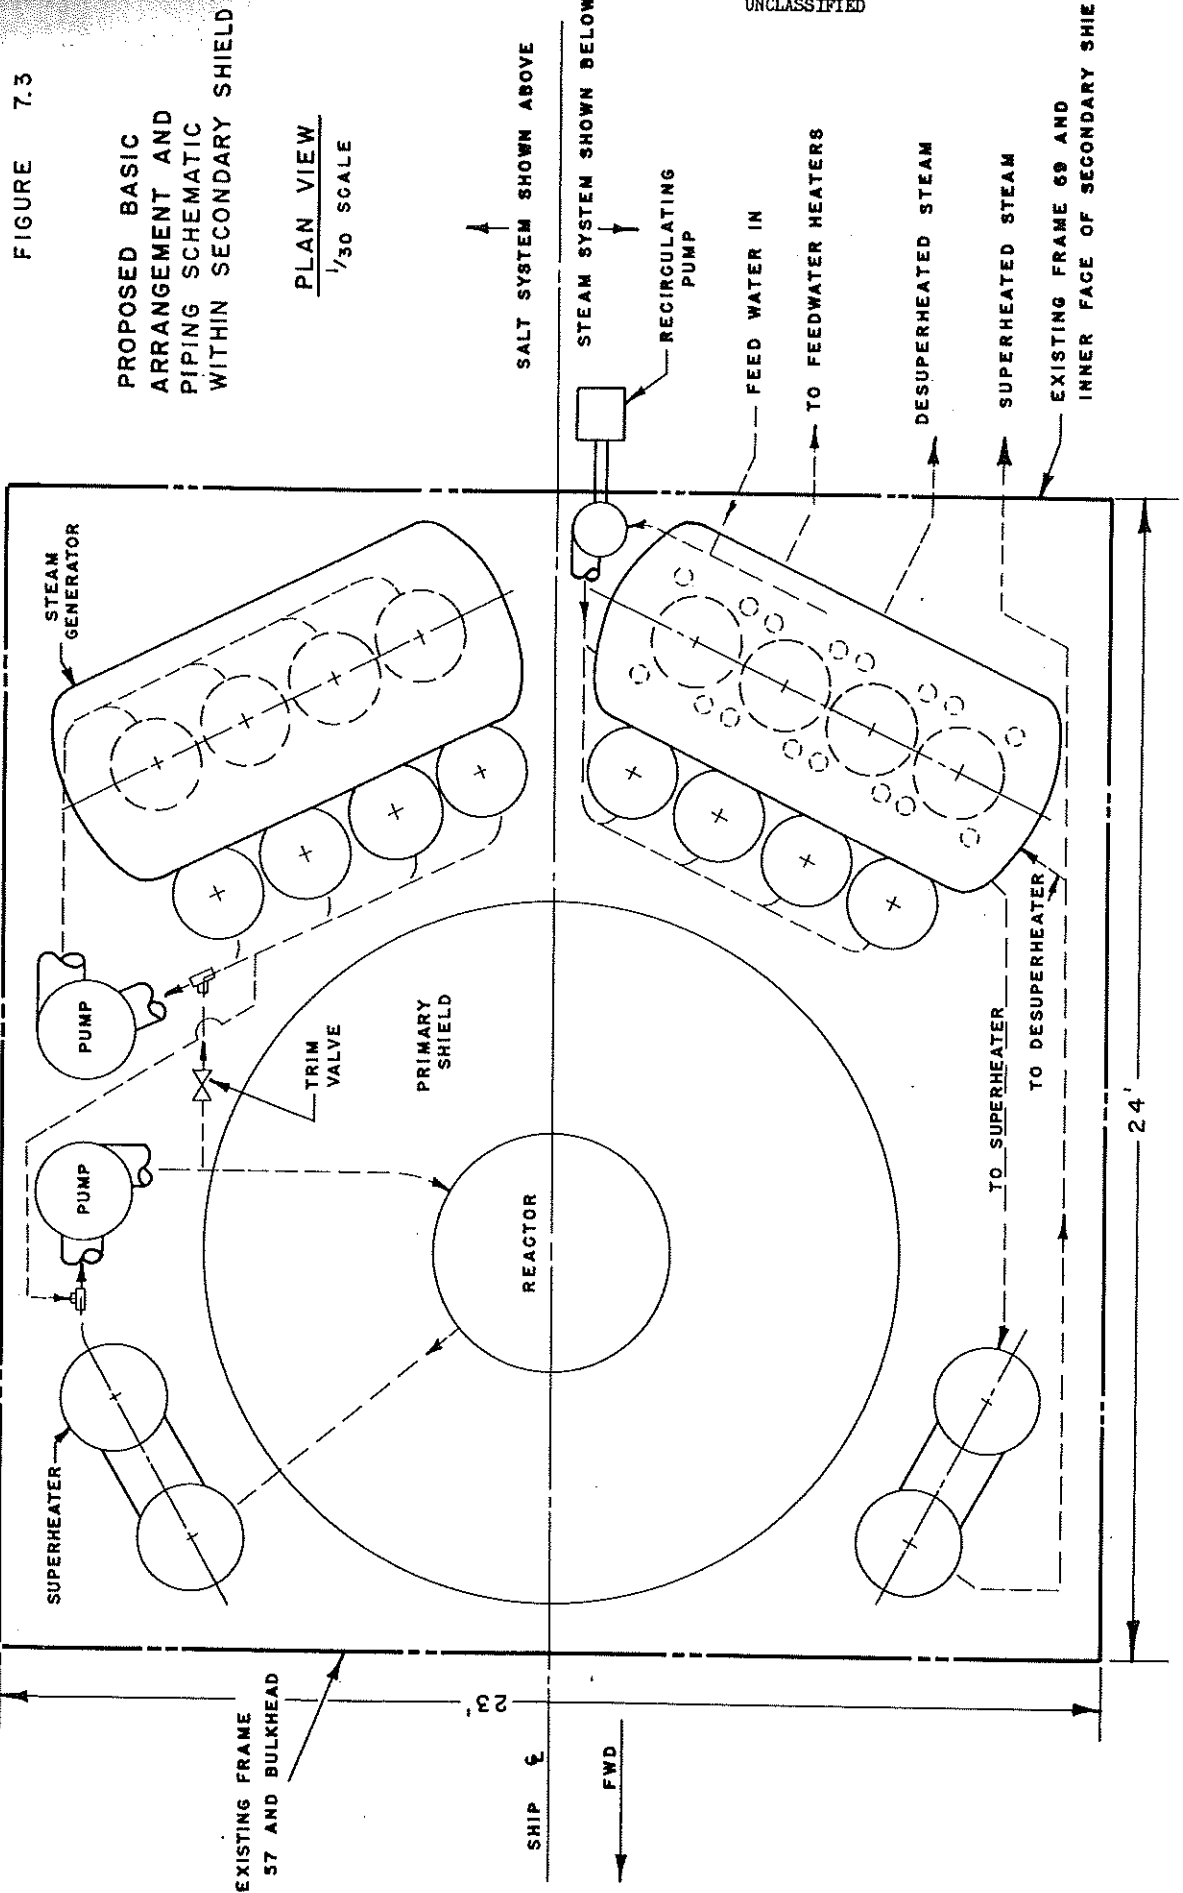 UNCLASSIFIED
FIGURE 7.3
PROPOSED BASIC
ARRANGEMENT AND
PIPING SCHEMATIC
WITHIN SECONDARY SHIELD
PLAN VIEW
1/30 SCALE
SALT SYSTEM SHOWN ABOVE
STEAM SYSTEM SHOWN BELOW
RECIRCULATING
PUMP
FEED WATER IN
TO FEEDWATER HEATERS
DESUPERHEATED STEAM
SUPERHEATED STEAM
EXISTING FRAME 69 AND
INNER FACE OF SECONDARY SHIE
STEAM
GENERATOR
PUMP
PUMP
TRIM
VALVE
PRIMARY
SHIELD
REACTOR
SUPERHEATER
TO SUPERHEATER
TO DESUPERHEATER
24'
23'
EXISTING FRAME
57 AND BULKHEAD
SHIP ℄
FWD